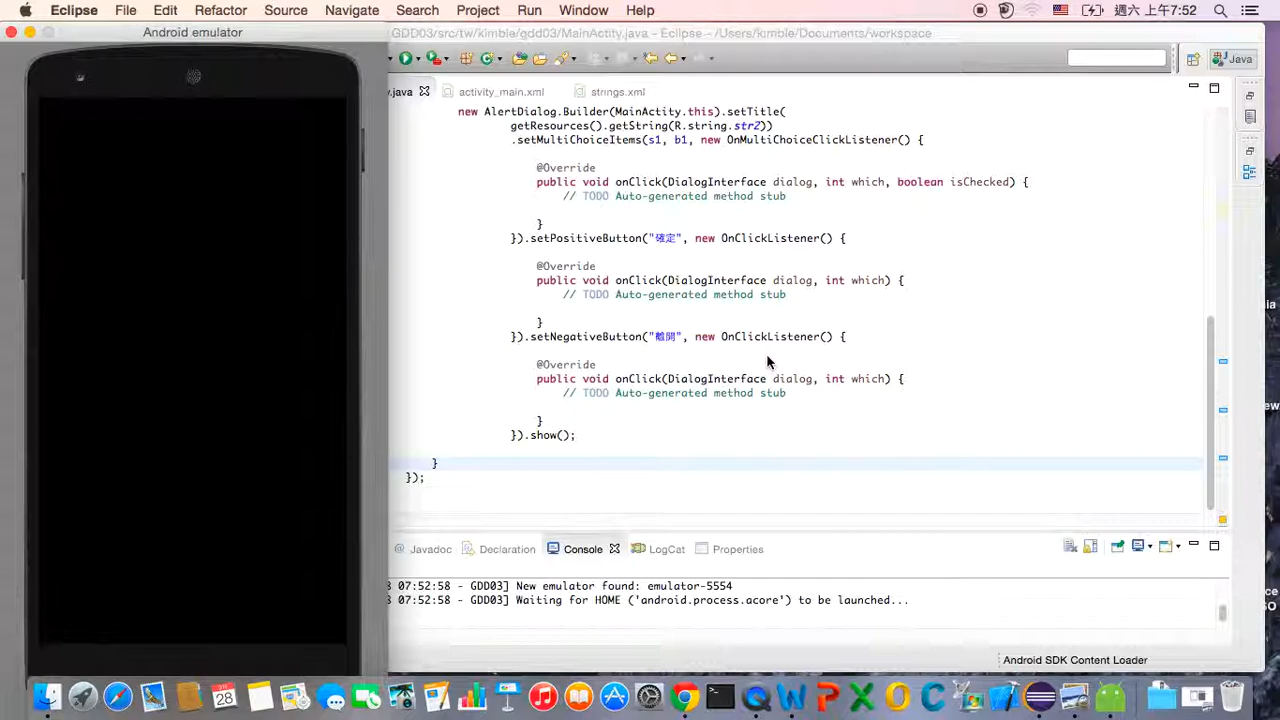 Eclipse File Edit Refactor Source Navigate Search Project Run Window Help 週六上午7:52
Android emulator
GDD03/src/tw/kimble/gdd03/MainActity.java - Eclipse - /Users/kimble/Documents/workspace
Java
.java activity_main.xml strings.xml
new AlertDialog.Builder(MainActity.this).setTitle(
getResources().getString(R.string.str2))
.setMultiChoiceItems(s1, b1, new OnMultiChoiceClickListener() {
@Override
public void onClick(DialogInterface dialog, int which, boolean isChecked) {
// TODO Auto-generated method stub
}
}).setPositiveButton("確定", new OnClickListener() {
@Override
public void onClick(DialogInterface dialog, int which) {
// TODO Auto-generated method stub
}
}).setNegativeButton("離開", new OnClickListener() {
@Override
public void onClick(DialogInterface dialog, int which) {
// TODO Auto-generated method stub
}
}).show();
}
});
Javadoc Declaration Console LogCat Properties
8 07:52:58 - GDD03] New emulator found: emulator-5554
8 07:52:58 - GDD03] Waiting for HOME ('android.process.acore') to be launched...
Android SDK Content Loader
28